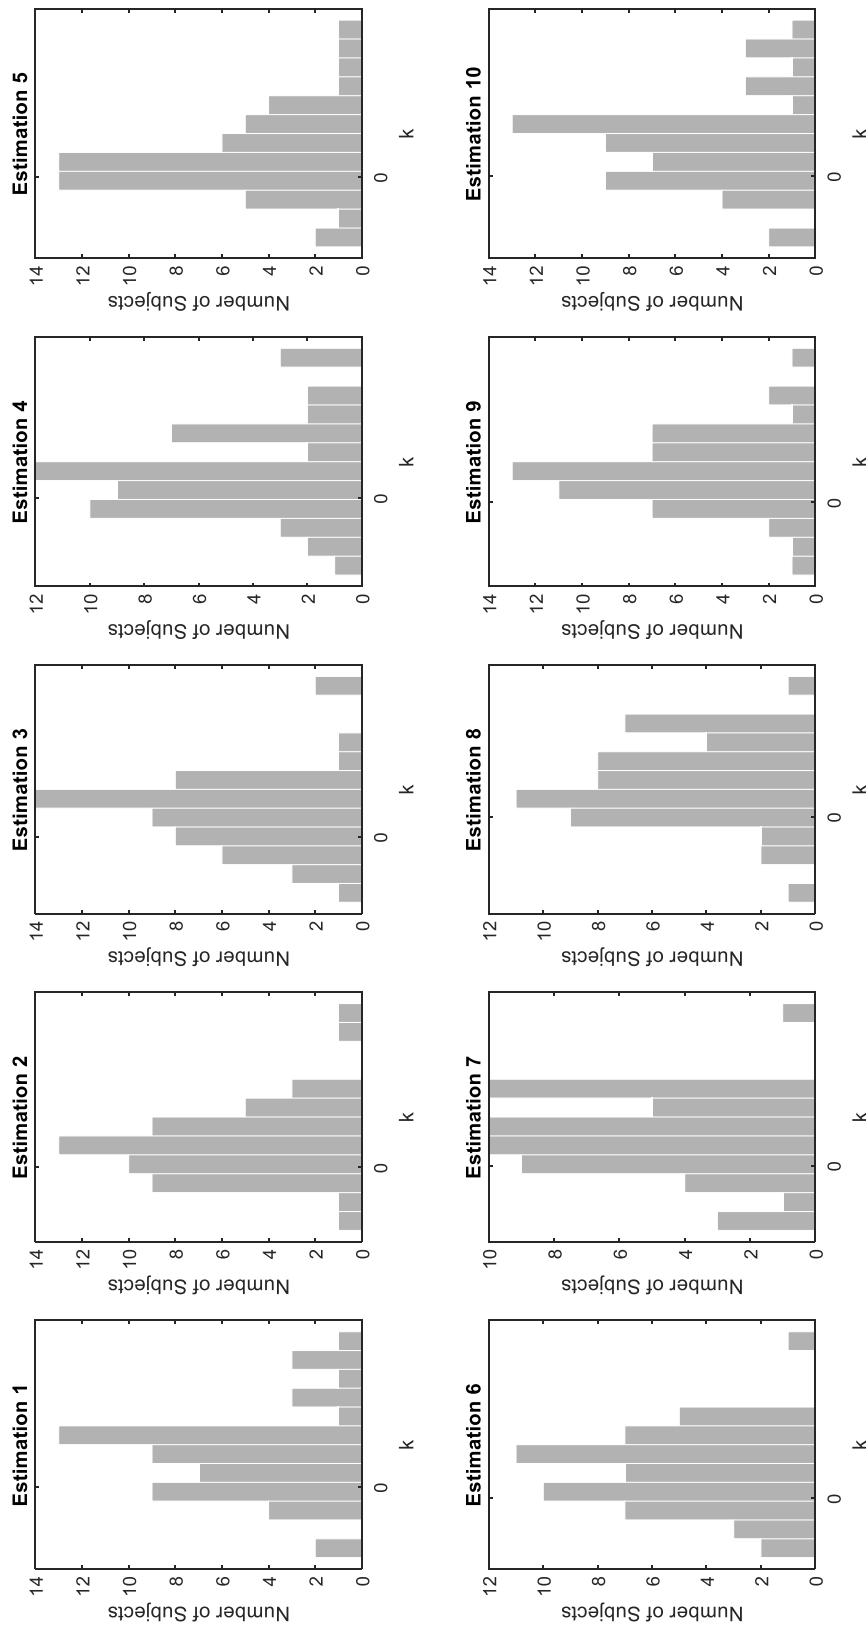 Estimation 1
14
12
10
8
6
4
2
0
Number of Subjects
0
k
Estimation 2
14
12
10
8
6
4
2
0
Number of Subjects
0
k
Estimation 3
14
12
10
8
6
4
2
0
Number of Subjects
0
k
Estimation 4
12
10
8
6
4
2
0
Number of Subjects
0
k
Estimation 5
14
12
10
8
6
4
2
0
Number of Subjects
0
k
Estimation 6
12
10
8
6
4
2
0
Number of Subjects
0
k
Estimation 7
10
8
6
4
2
0
Number of Subjects
0
k
Estimation 8
12
10
8
6
4
2
0
Number of Subjects
0
k
Estimation 9
14
12
10
8
6
4
2
0
Number of Subjects
0
k
Estimation 10
14
12
10
8
6
4
2
0
Number of Subjects
0
k